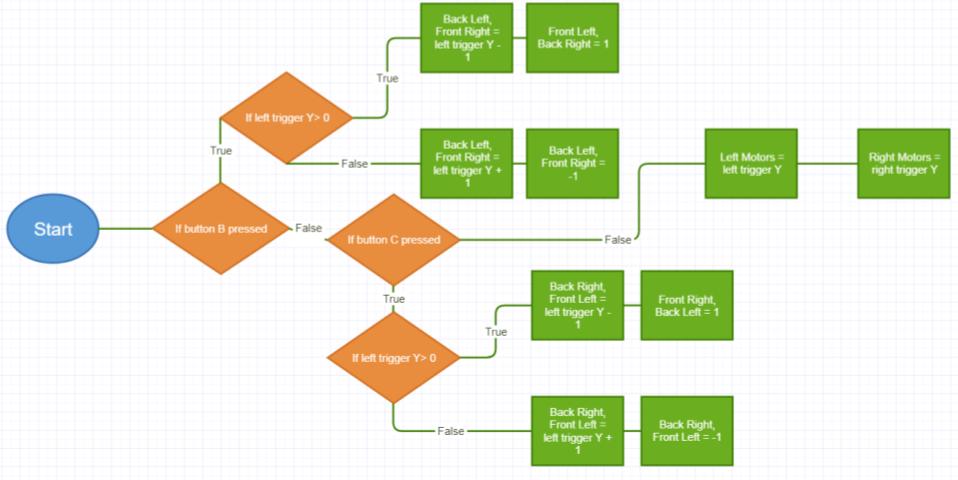 Back Left,
Front Right =
left trigger Y -
1
Front Left,
Back Right = 1
True
If left trigger Y> 0
True
False
Back Left,
Front Right =
left trigger Y +
1
Back Left,
Front Right =
-1
Left Motors =
left trigger Y
Right Motors =
right trigger Y
Start
If button B pressed
False
If button C pressed
False
True
Back Right,
Front Left =
left trigger Y -
1
Front Right,
Back Left = 1
True
If left trigger Y> 0
False
Back Right,
Front Left =
left trigger Y +
1
Back Right,
Front Left = -1